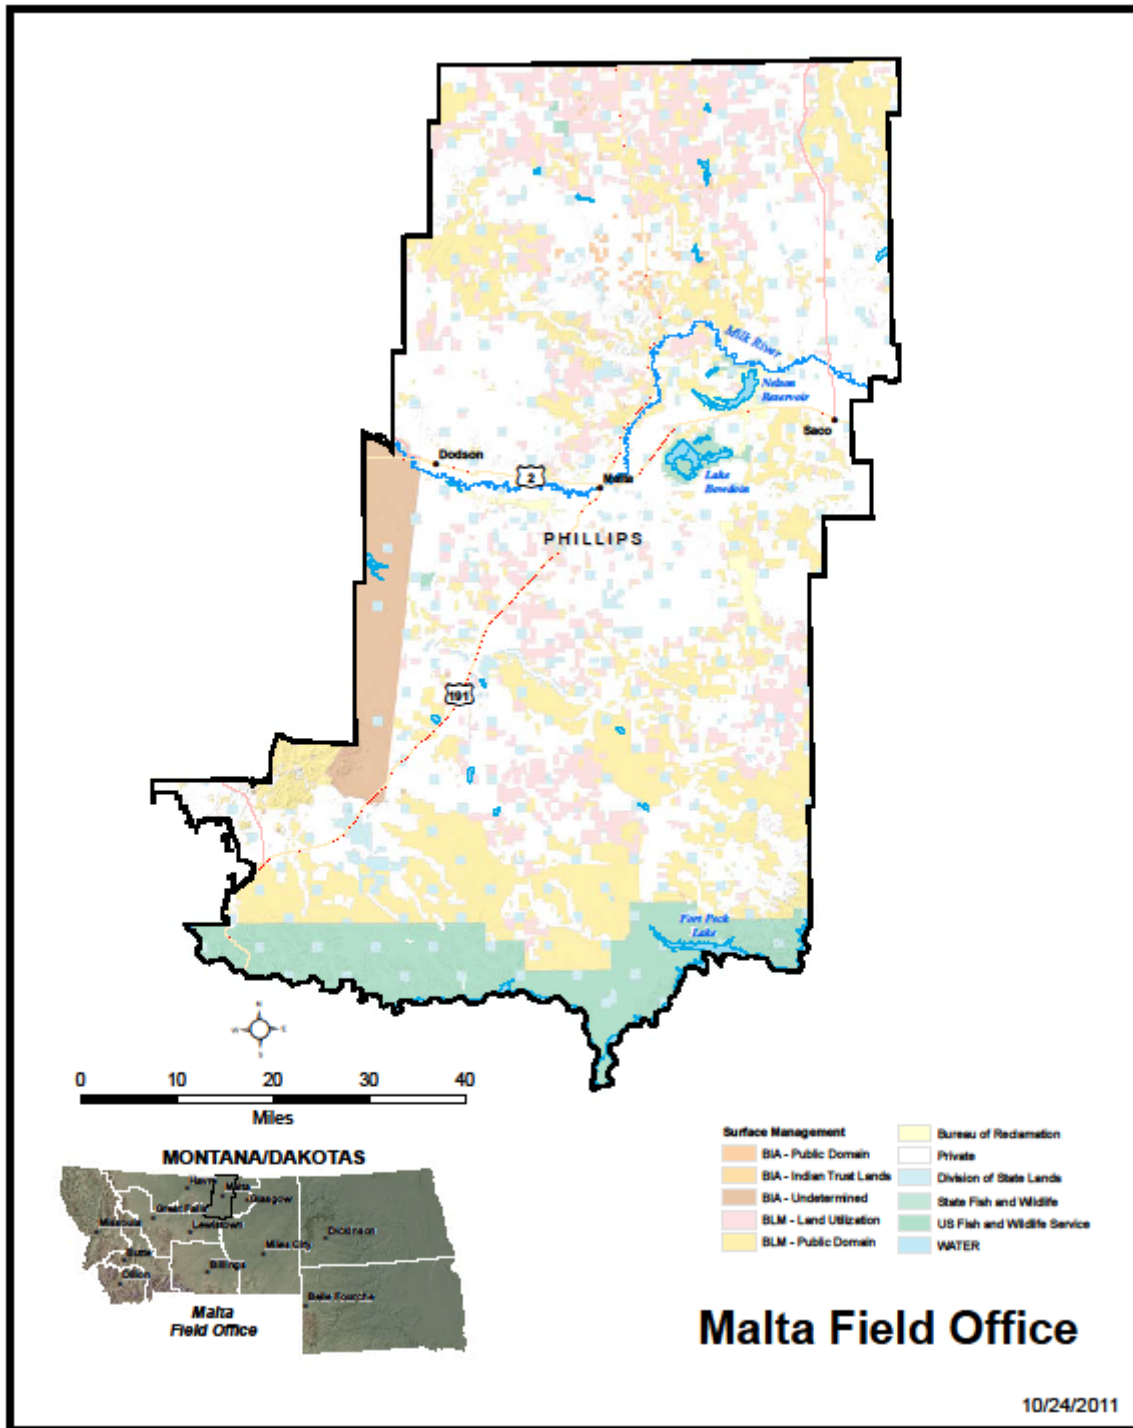 Milk River
Nelson
Reservoir
Saco
Dodson
2
Malta
Lake
Bowdoin
PHILLIPS
191
Fort Peck
Lake
N
W E
S
0 10 20 30 40
Miles
MONTANA/DAKOTAS
Havre
Malta
Glasgow
Great Falls
Missoula
Lewistown
Dickinson
Miles City
Butte
Billings
Dillon
Belle Fourche
Malta
Field Office
Surface Management
BIA - Public Domain
BIA - Indian Trust Lands
BIA - Undetermined
BLM - Land Utilization
BLM - Public Domain
Bureau of Reclamation
Private
Division of State Lands
State Fish and Wildlife
US Fish and Wildlife Service
WATER
Malta Field Office
10/24/2011